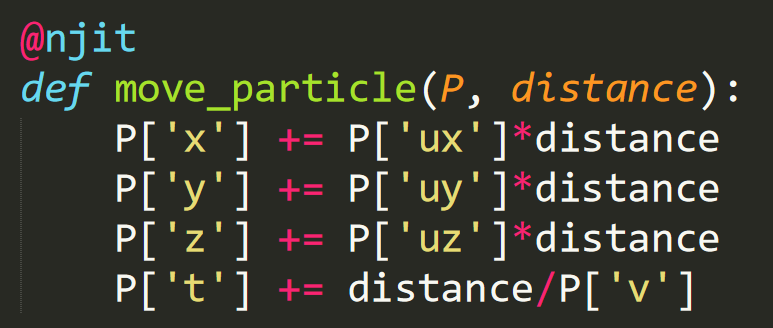 @njit
def move_particle(P, distance):
    P['x'] += P['ux']*distance
    P['y'] += P['uy']*distance
    P['z'] += P['uz']*distance
    P['t'] += distance/P['v']